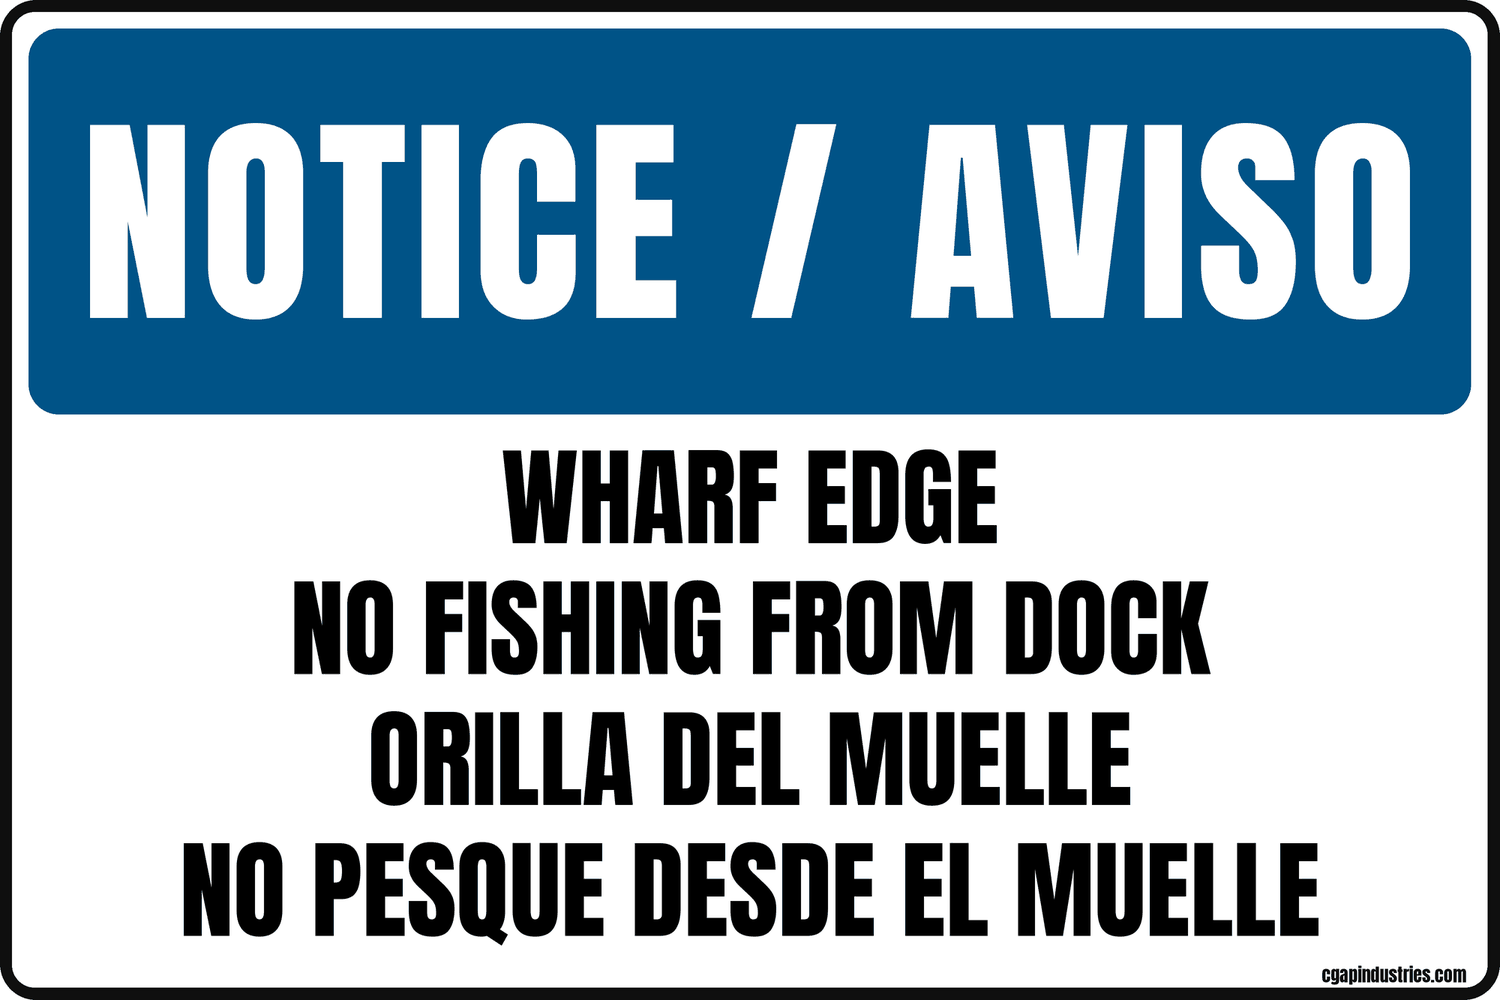 NOTICE / AVISO
WHARF EDGE
NO FISHING FROM DOCK
ORILLA DEL MUELLE
NO PESQUE DESDE EL MUELLE
cgapindustries.com